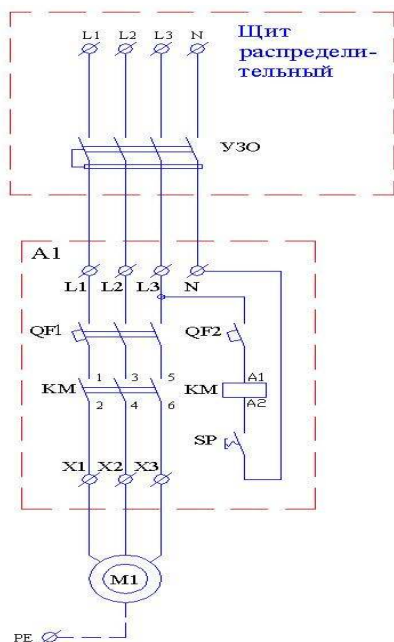 L1 L2 L3 N
Щит
распредели-
тельный
УЗО
A1
L1 L2 L3 N
QF1 QF2
1 3 5
KM KM A1
2 4 6 A2
SP
X1 X2 X3
M1
PE